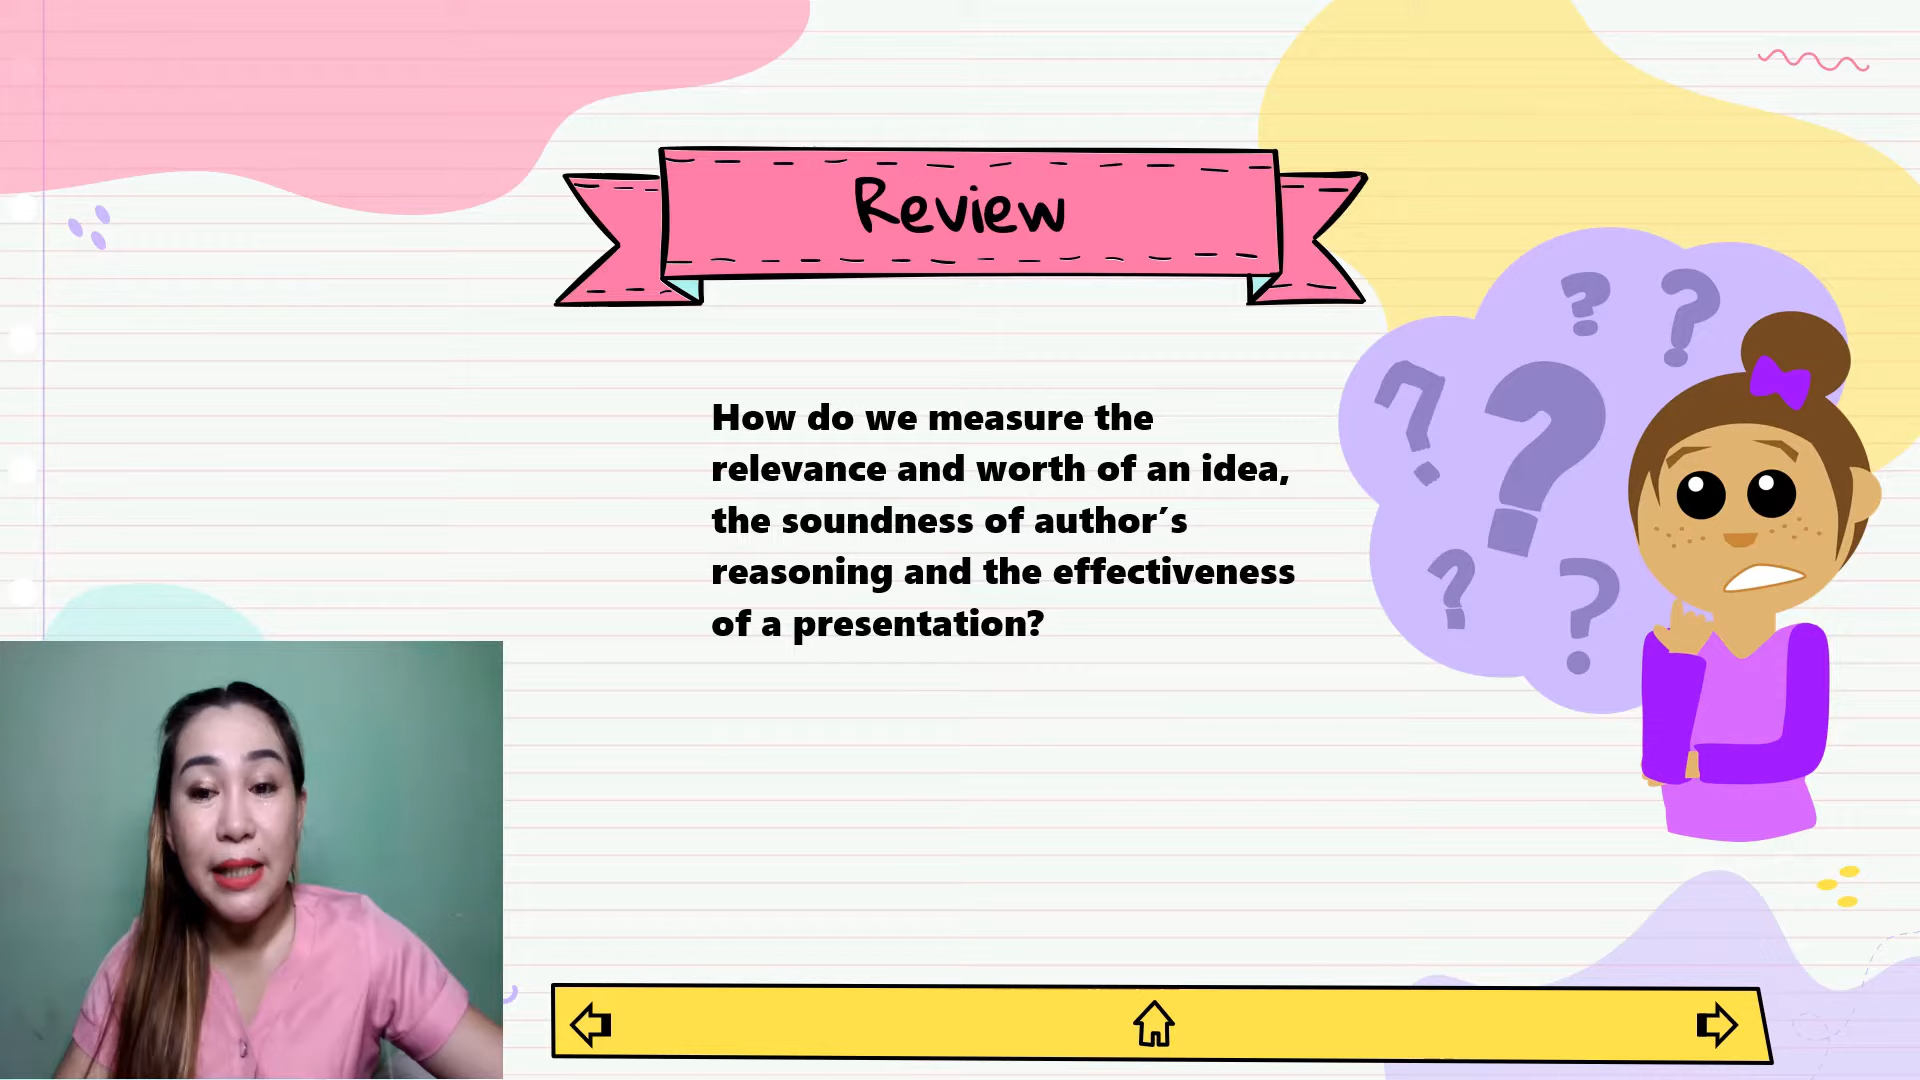 Review
How do we measure the
relevance and worth of an idea,
the soundness of author´s
reasoning and the effectiveness
of a presentation?